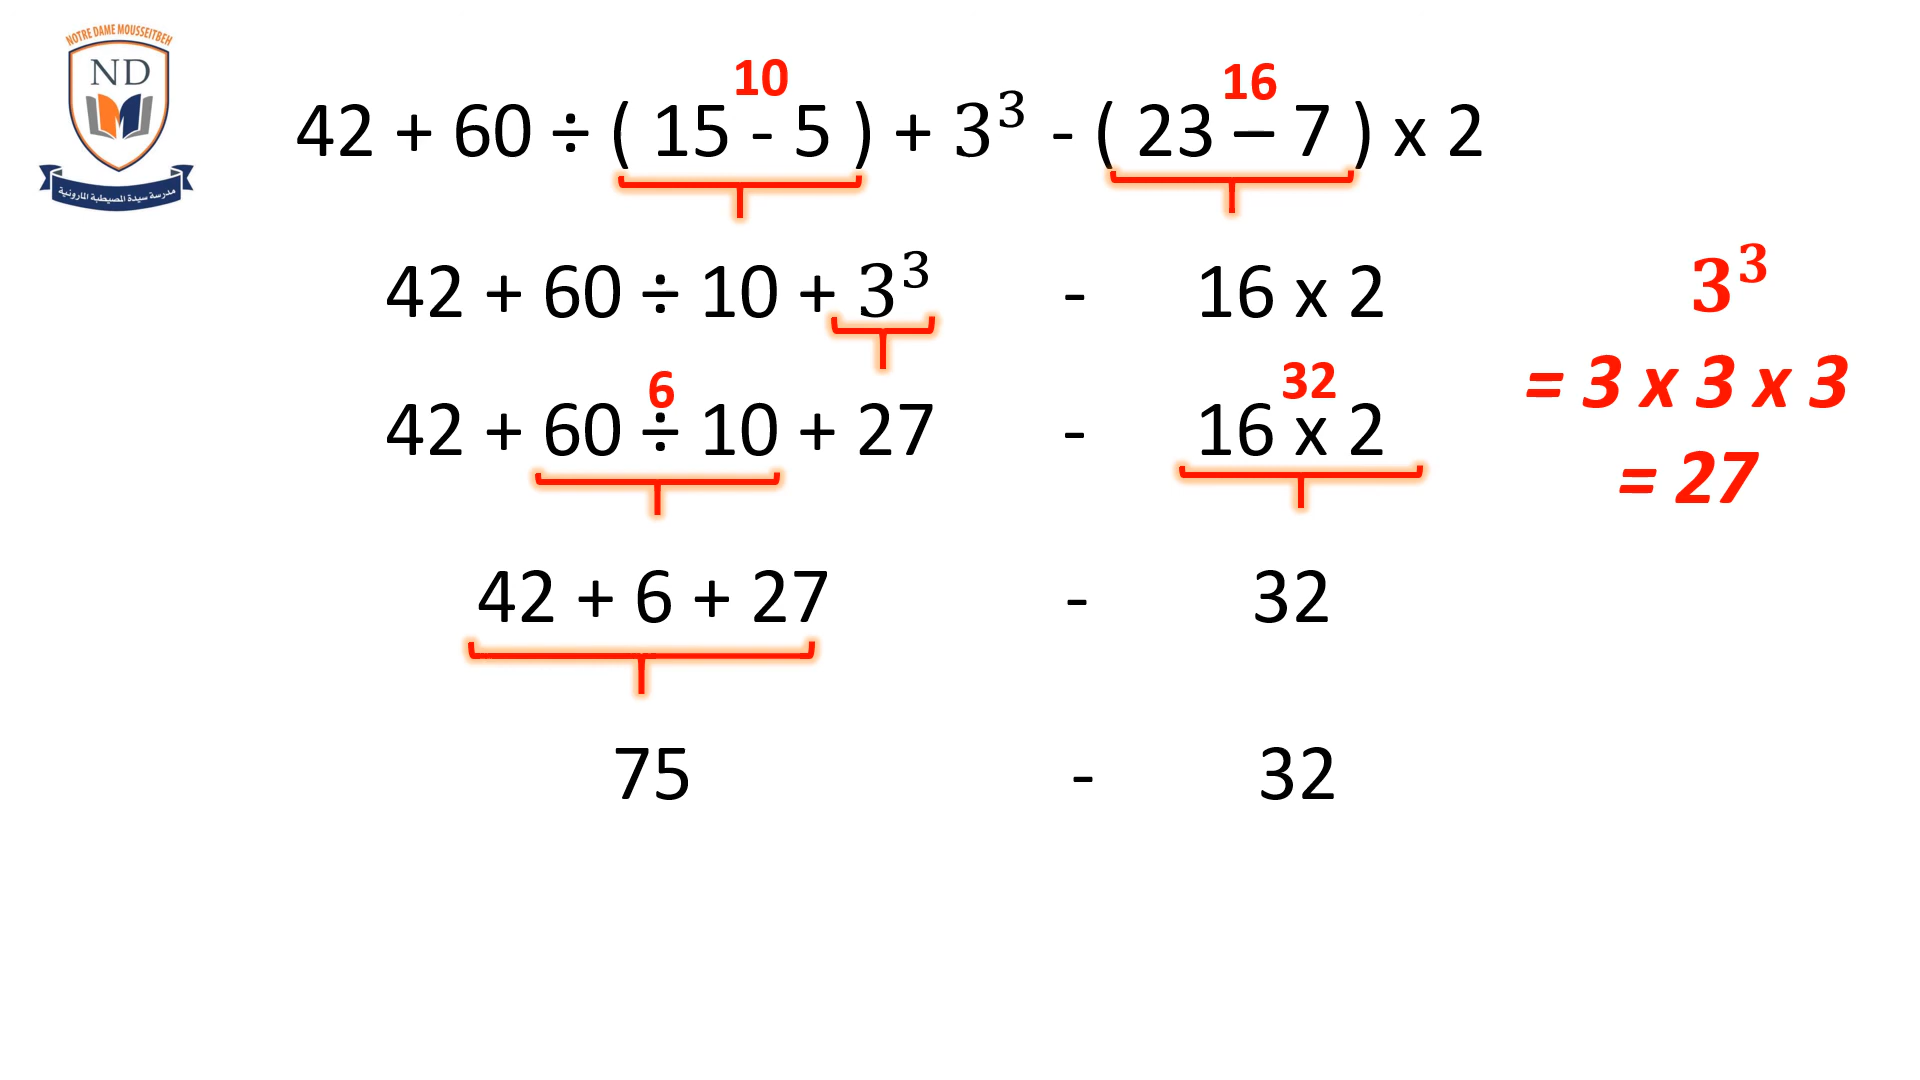 NOTRE DAME MOUSSEITBEH
ND
مدرسة سيدة المصيطبة المارونية
10 16
42 + 60 ÷ ( 15 - 5 ) + 3³ - ( 23 – 7 ) x 2
42 + 60 ÷ 10 + 3³ - 16 x 2
3³
= 3 x 3 x 3
= 27
6 32
42 + 60 ÷ 10 + 27 - 16 x 2
42 + 6 + 27 - 32
75 - 32